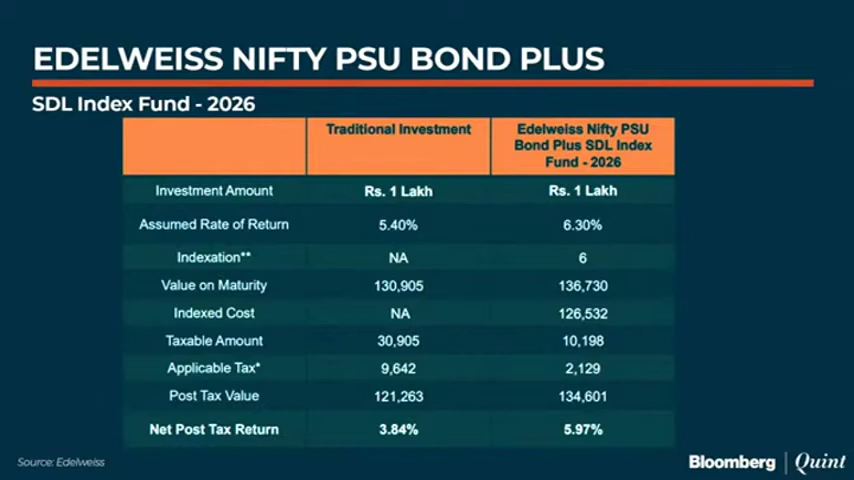 EDELWEISS NIFTY PSU BOND PLUS
SDL Index Fund - 2026
Traditional Investment
Edelweiss Nifty PSU
Bond Plus SDL Index
Fund - 2026
Investment Amount Rs. 1 Lakh Rs. 1 Lakh
Assumed Rate of Return 5.40% 6.30%
Indexation** NA 6
Value on Maturity 130,905 136,730
Indexed Cost NA 126,532
Taxable Amount 30,905 10,198
Applicable Tax* 9,642 2,129
Post Tax Value 121,263 134,601
Net Post Tax Return 3.84% 5.97%
Source: Edelweiss
Bloomberg | Quint